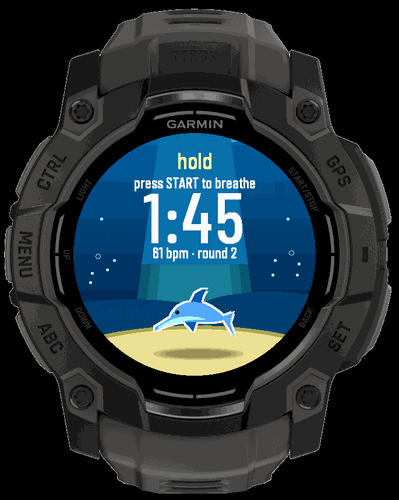 GARMIN
CTRL
GPS
LIGHT
START/STOP
hold
press START to breathe
1:45
61 bpm · round 2
MENU
UP
DOWN
BACK
ABC
SET